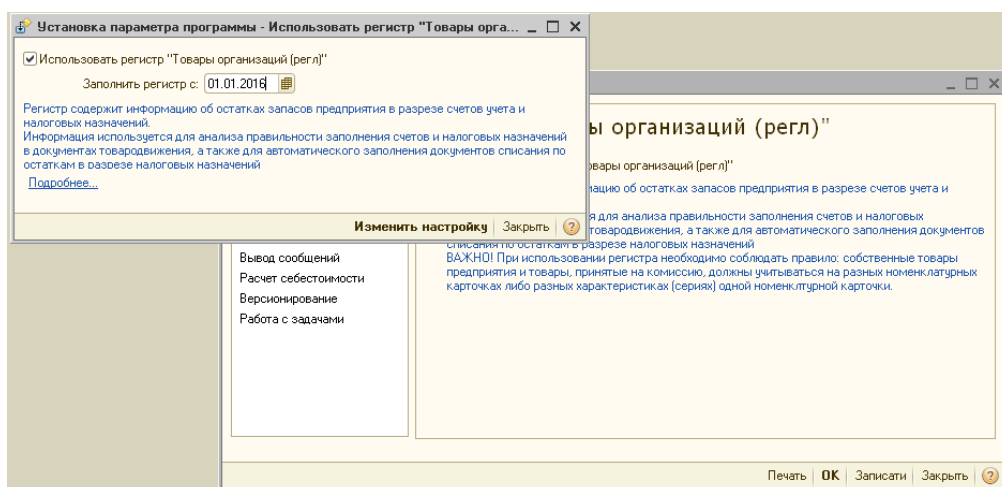 Установка параметра программы - Использовать регистр "Товары орга...
Использовать регистр "Товары организаций (регл)"
Заполнить регистр с: 01.01.2016
Регистр содержит информацию об остатках запасов предприятия в разрезе счетов учета и
налоговых назначений.
Информация используется для анализа правильности заполнения счетов и налоговых назначений
в документах товародвижения, а также для автоматического заполнения документов списания по
остаткам в разрезе налоговых назначений
Подробнее...
Изменить настройку Закрыть
ы организаций (регл)"
овары организаций (регл)"
мацию об остатках запасов предприятия в разрезе счетов учета и
я для анализа правильности заполнения счетов и налоговых
товародвижения, а также для автоматического заполнения документов
списания по остаткам в разрезе налоговых назначений
ВАЖНО! При использовании регистра необходимо соблюдать правило: собственные товары
предприятия и товары, принятые на комиссию, должны учитываться на разных номенклатурных
карточках либо разных характеристиках (сериях) одной номенклтурной карточки.
Вывод сообщений
Расчет себестоимости
Версионирование
Работа с задачами
Печать ОК Записати Закрыть